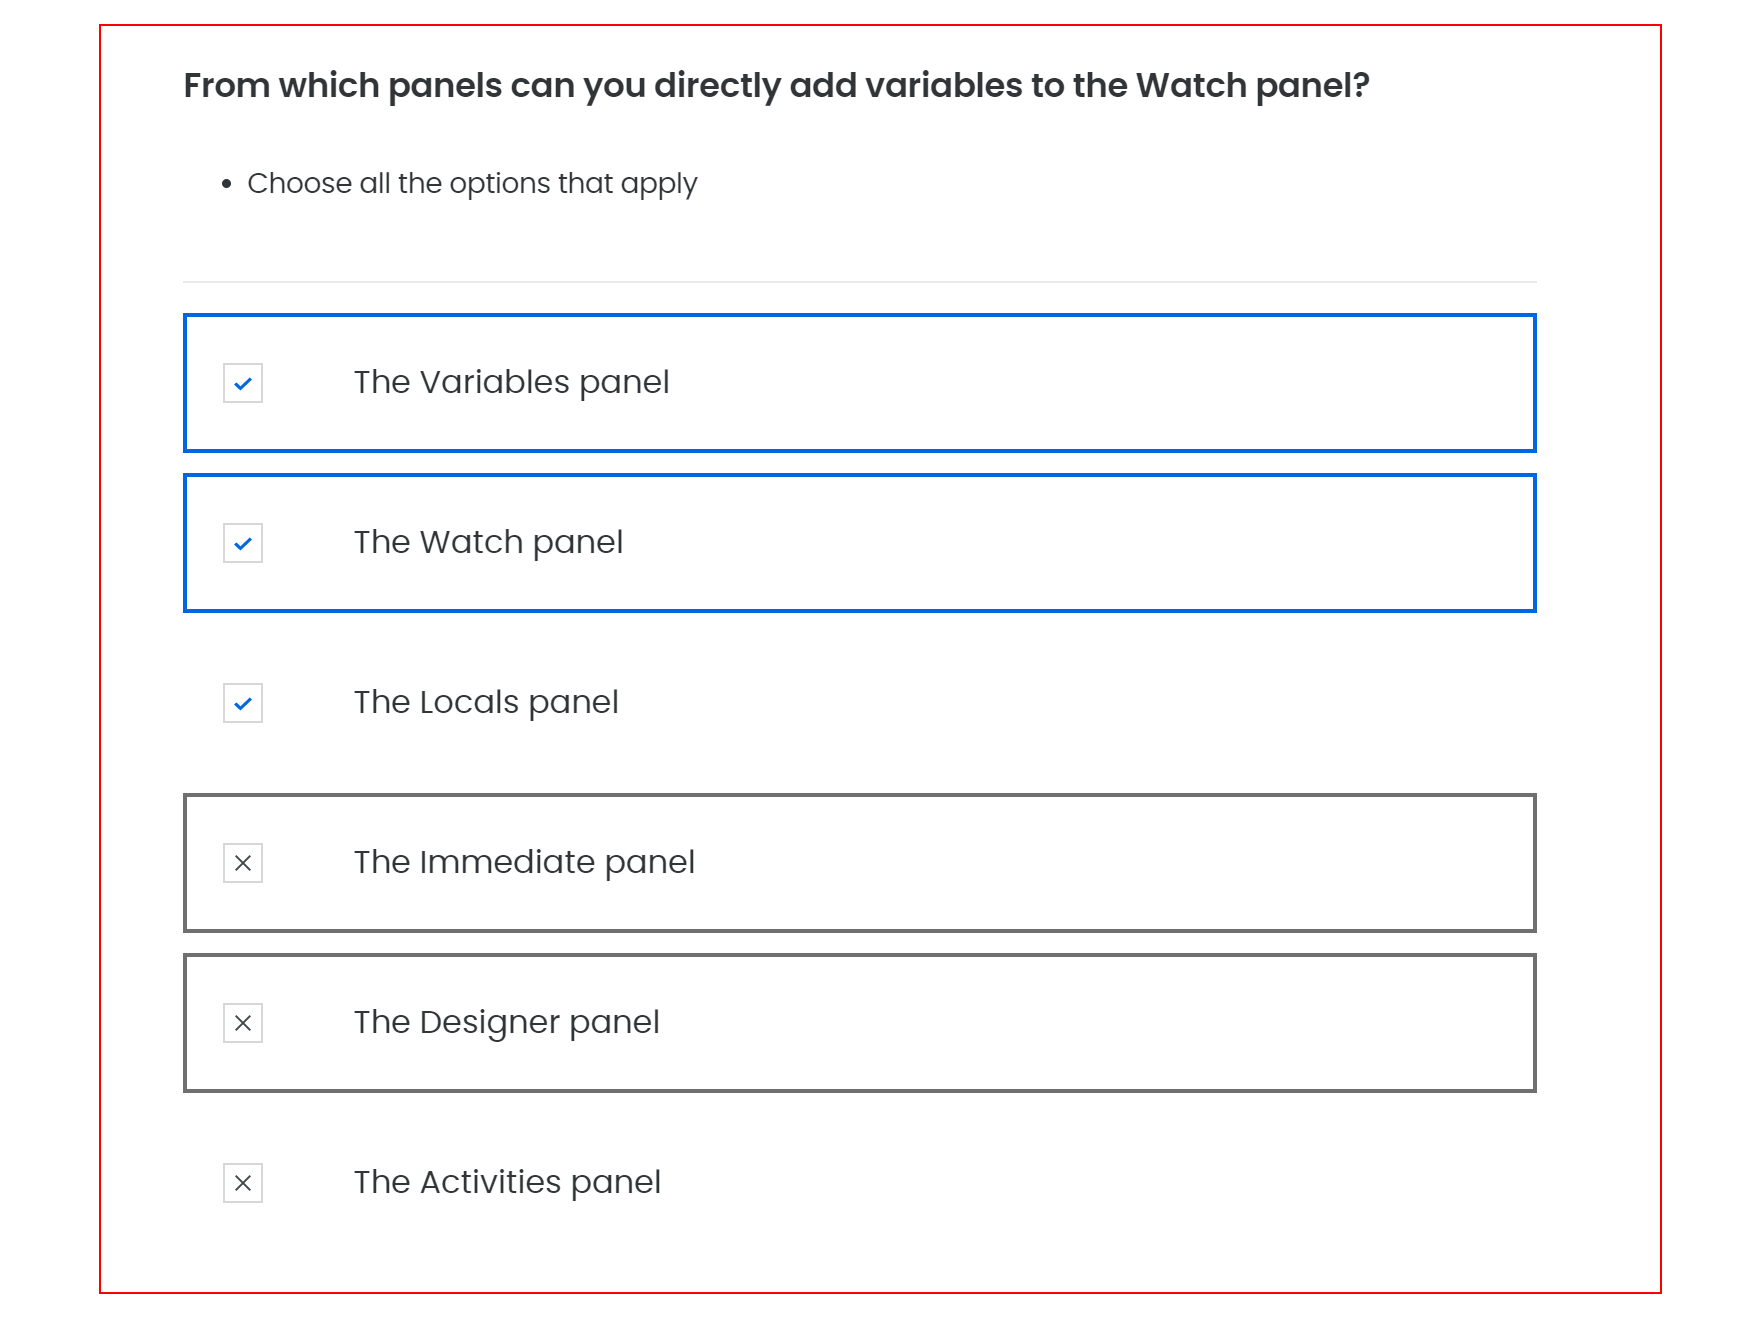 From which panels can you directly add variables to the Watch panel?
• Choose all the options that apply
The Variables panel
The Watch panel
The Locals panel
The Immediate panel
The Designer panel
The Activities panel